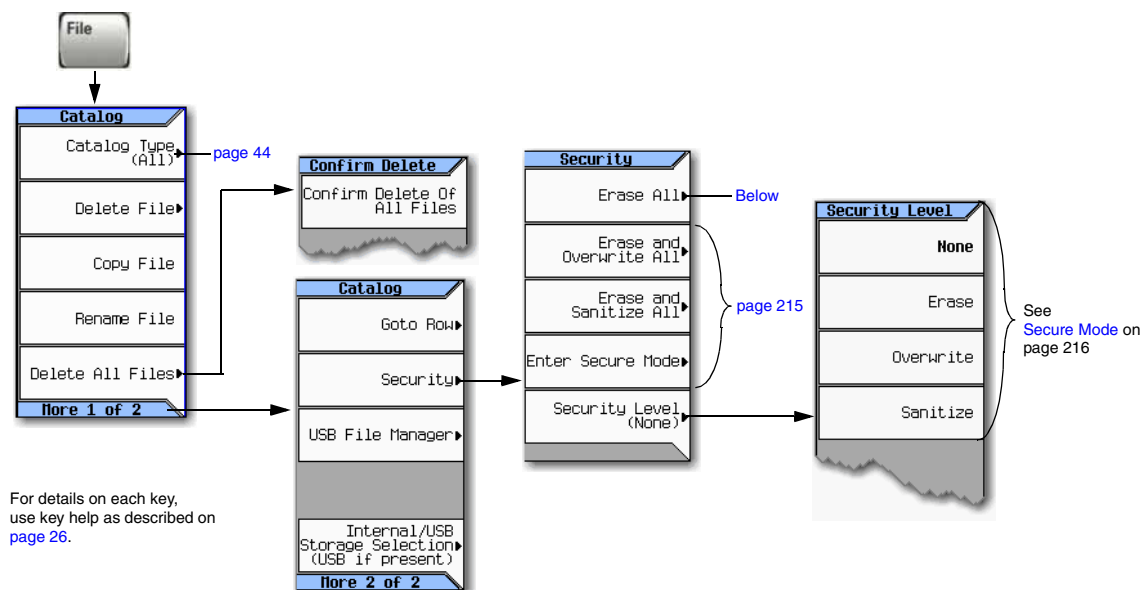 File
Catalog
Catalog Type
(All)
page 44
Delete File
Copy File
Rename File
Delete All Files
More 1 of 2
For details on each key,
use key help as described on
page 26.
Confirm Delete
Confirm Delete Of
All Files
Catalog
Goto Row
Security
USB File Manager
Internal/USB
Storage Selection
(USB if present)
More 2 of 2
Security
Erase All
Below
Erase and
Overwrite All
Erase and
Sanitize All
page 215
Enter Secure Mode
Security Level
(None)
Security Level
None
Erase
Overwrite
Sanitize
See
Secure Mode on
page 216